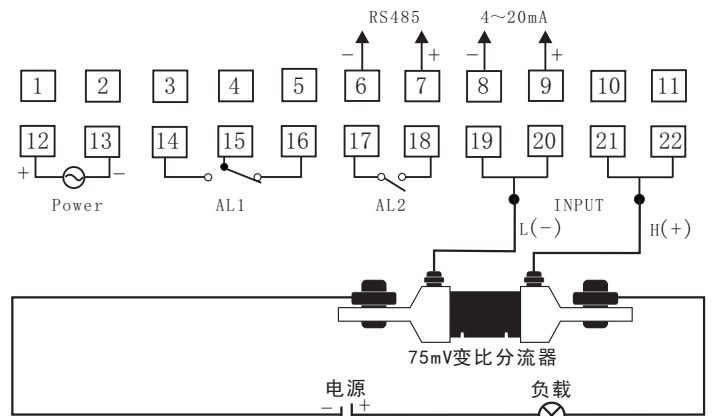 RS485 4～20mA
− + − +
1 2 3 4 5 6 7 8 9 10 11
12 13 14 15 16 17 18 19 20 21 22
+ −
Power AL1 AL2 INPUT
L(−) H(+)
75mV变比分流器
电源 负载
− +